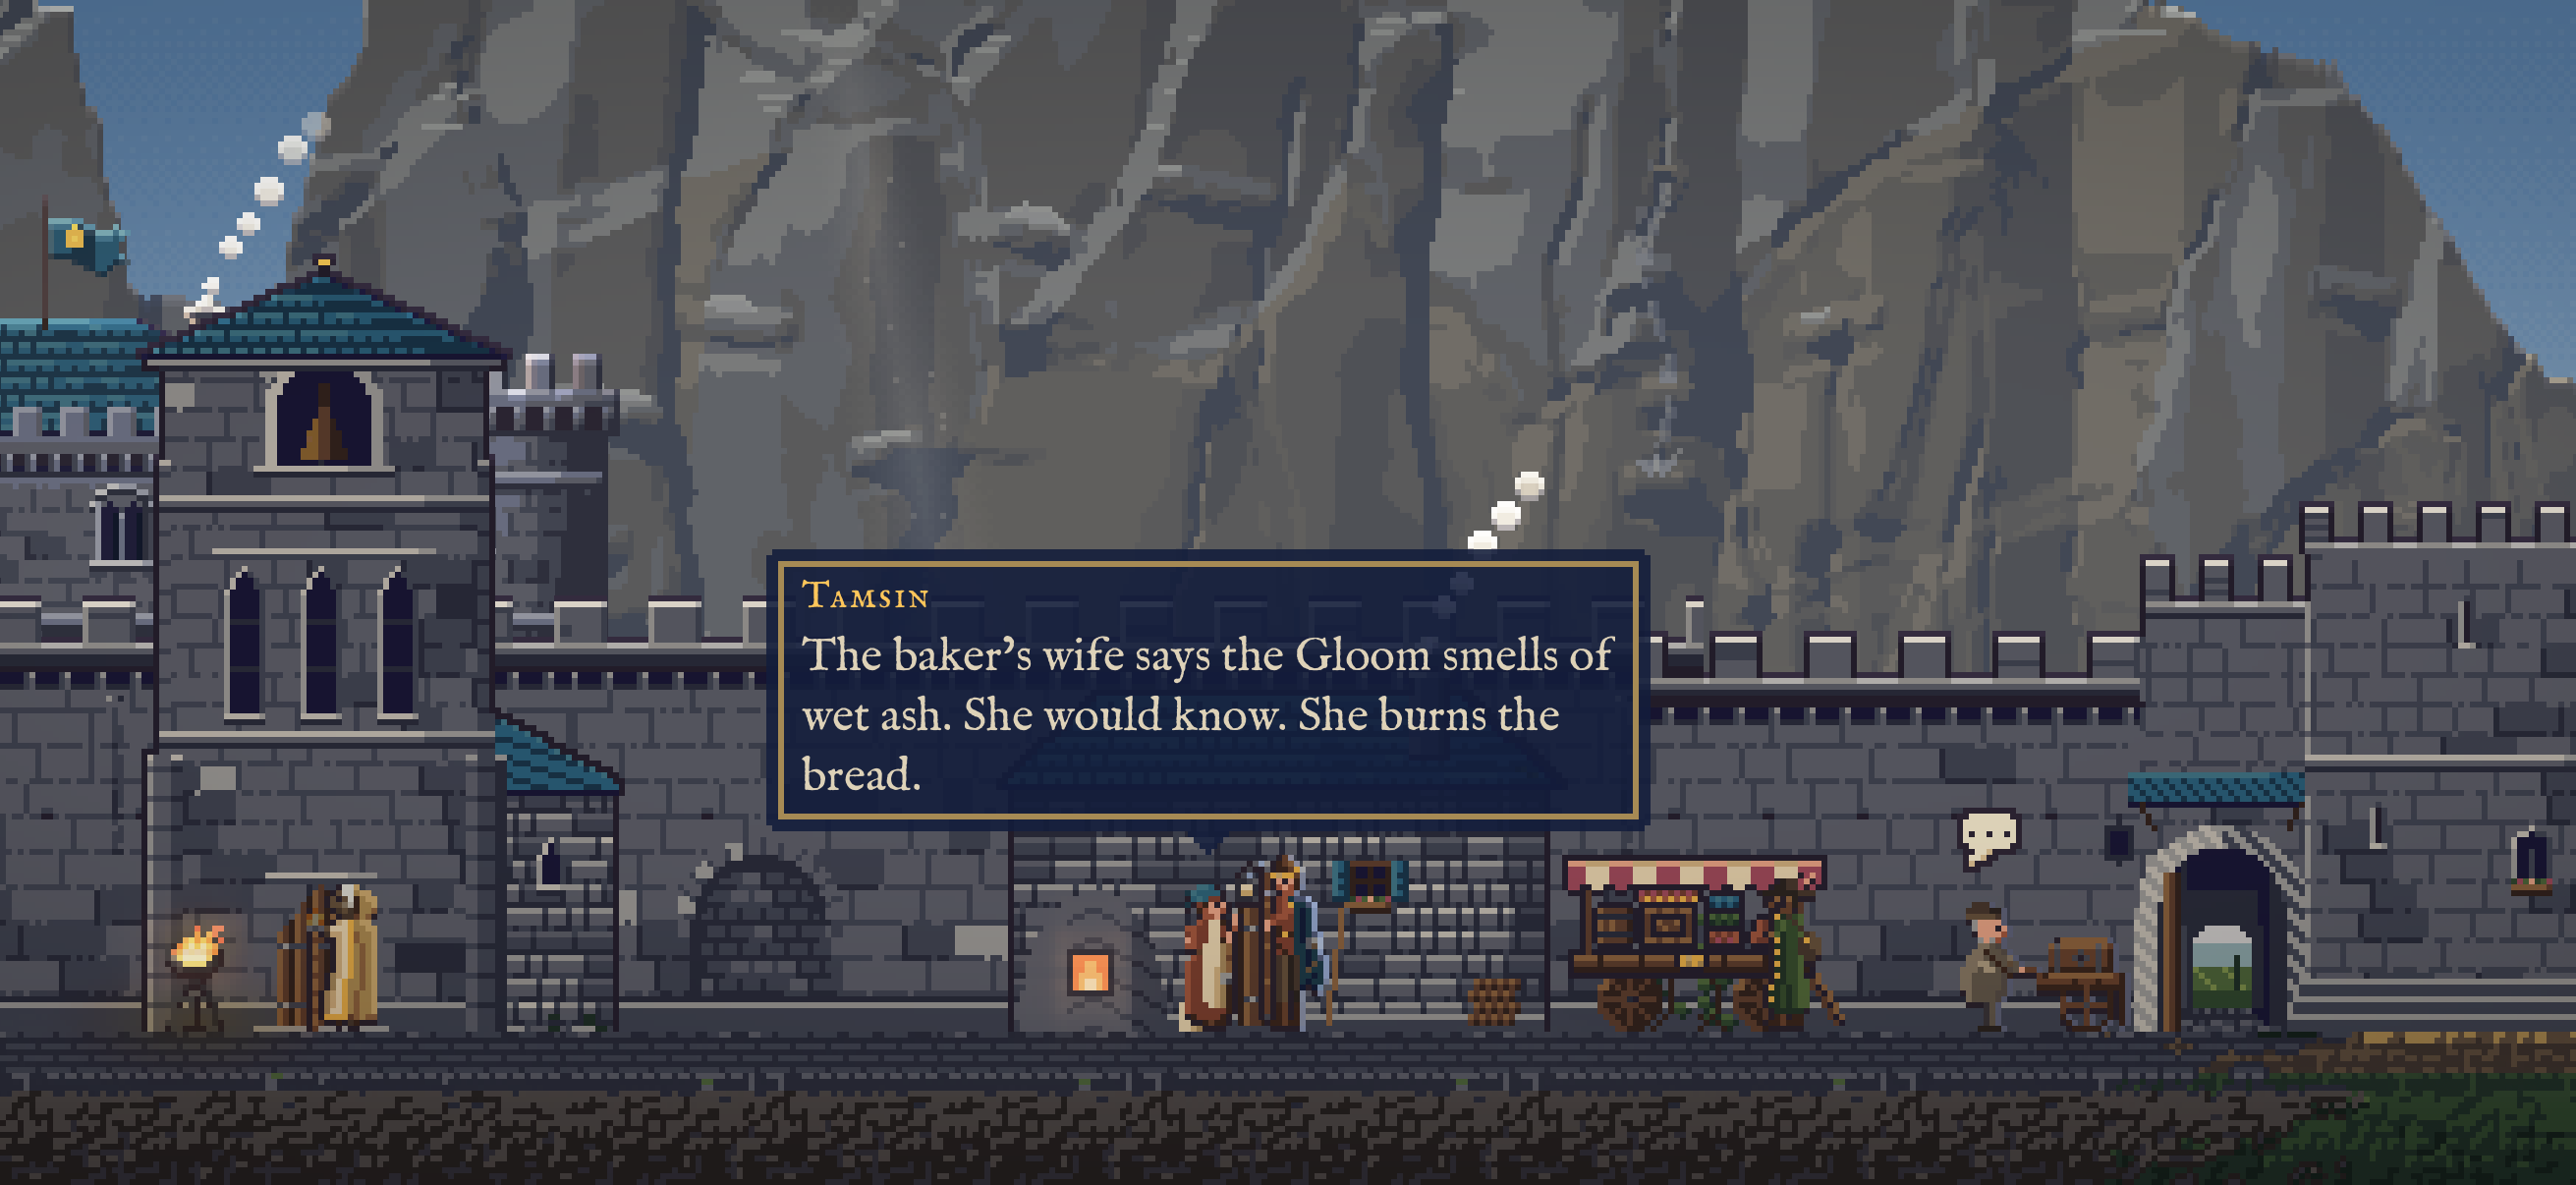 Tamsin
The baker’s wife says the Gloom smells of
wet ash. She would know. She burns the
bread.